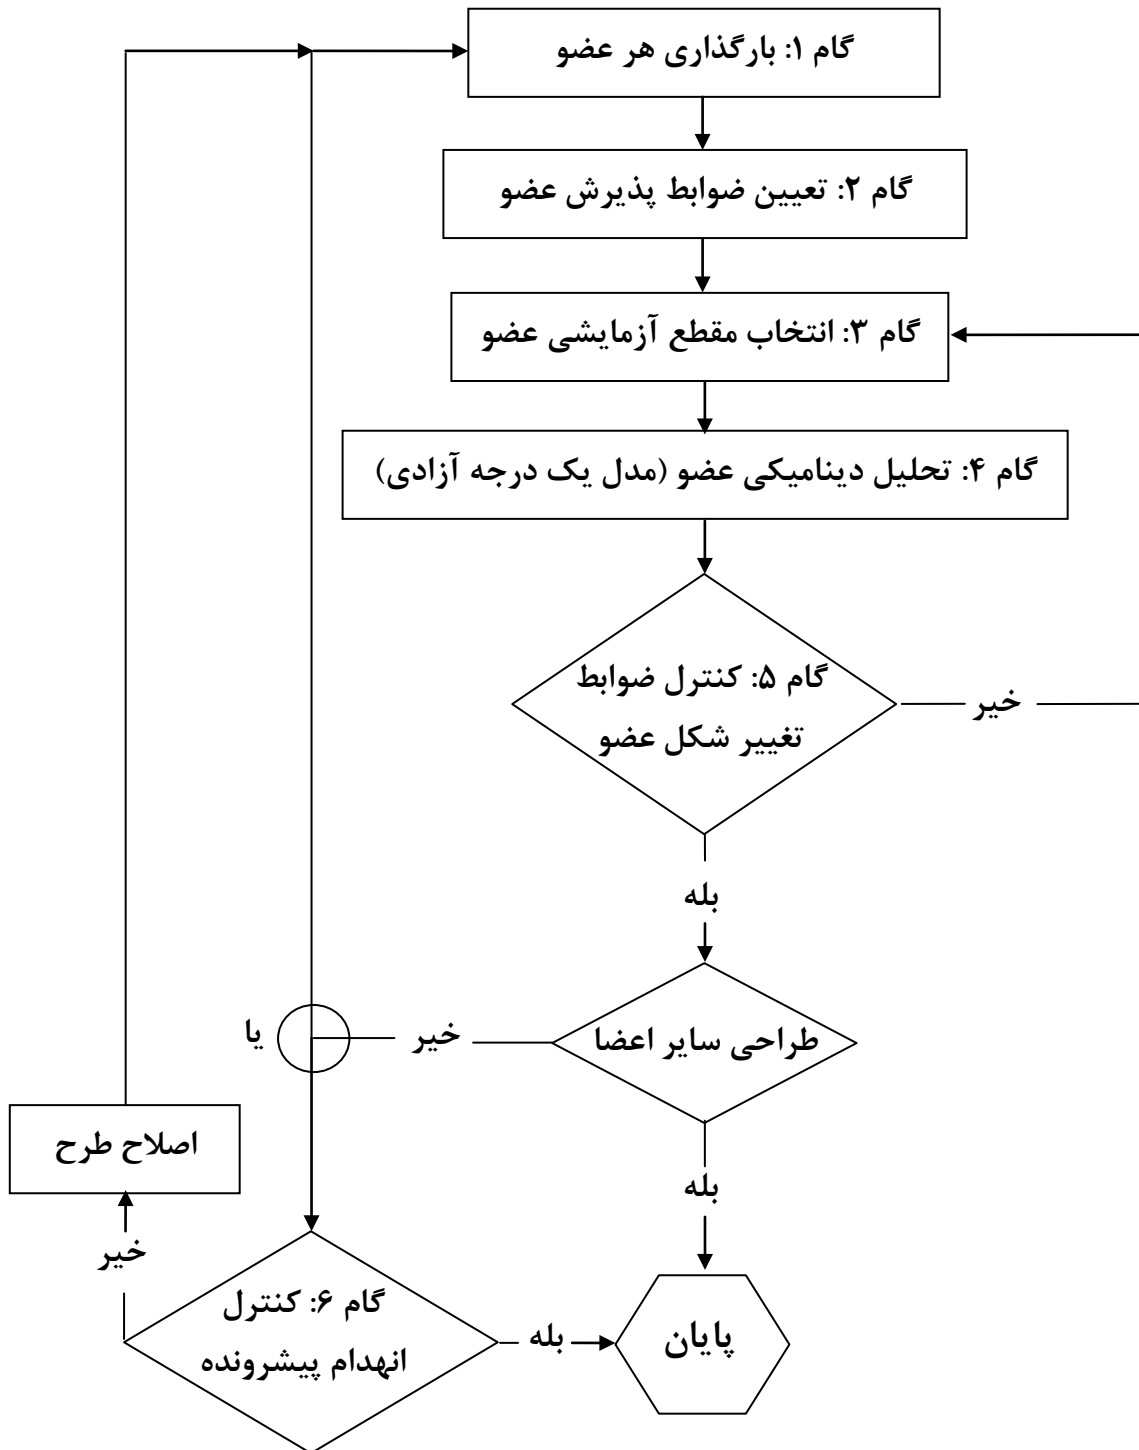 گام ۱: بارگذاری هر عضو
گام ۲: تعیین ضوابط پذیرش عضو
گام ۳: انتخاب مقطع آزمایشی عضو
گام ۴: تحلیل دینامیکی عضو (مدل یک درجه آزادی)
گام ۵: کنترل ضوابط
تغییر شکل عضو
خیر
بله
طراحی سایر اعضا
خیر
یا
بله
اصلاح طرح
خیر
گام ۶: کنترل
انهدام پیشرونده
بله
پایان